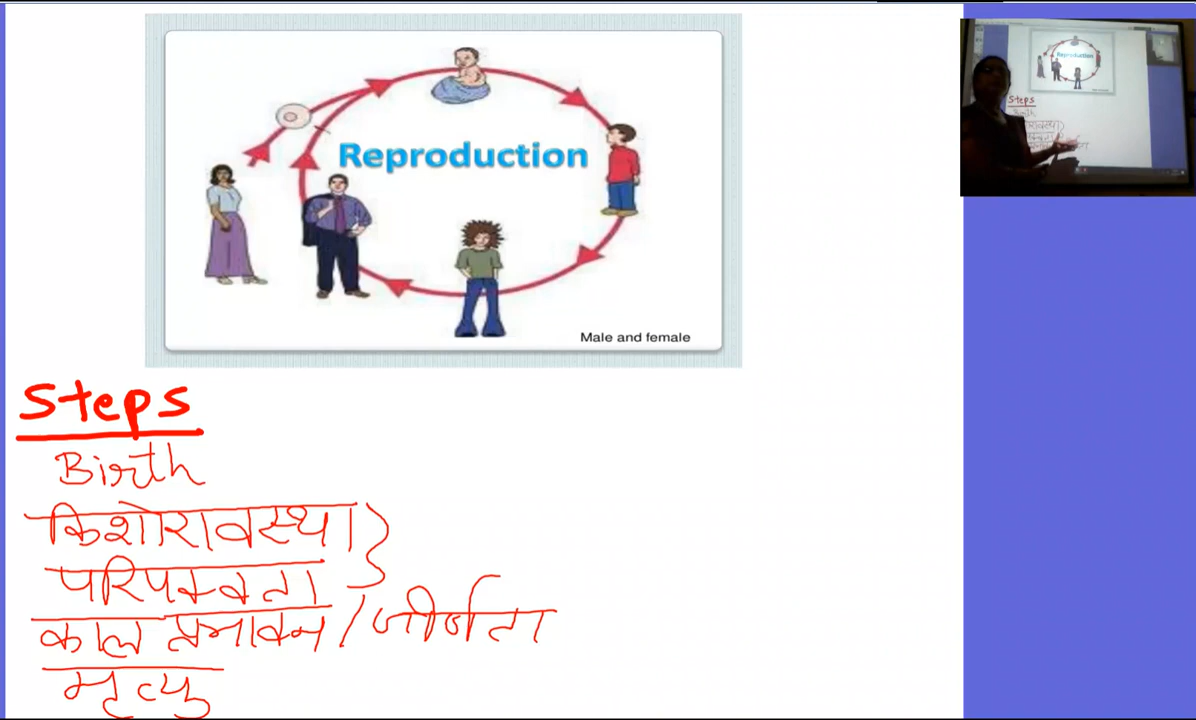 Reproduction
Male and female
Steps
Birth
किशोरावस्था
परिपक्वता
काल प्रभावन / जीर्णता
मृत्यु